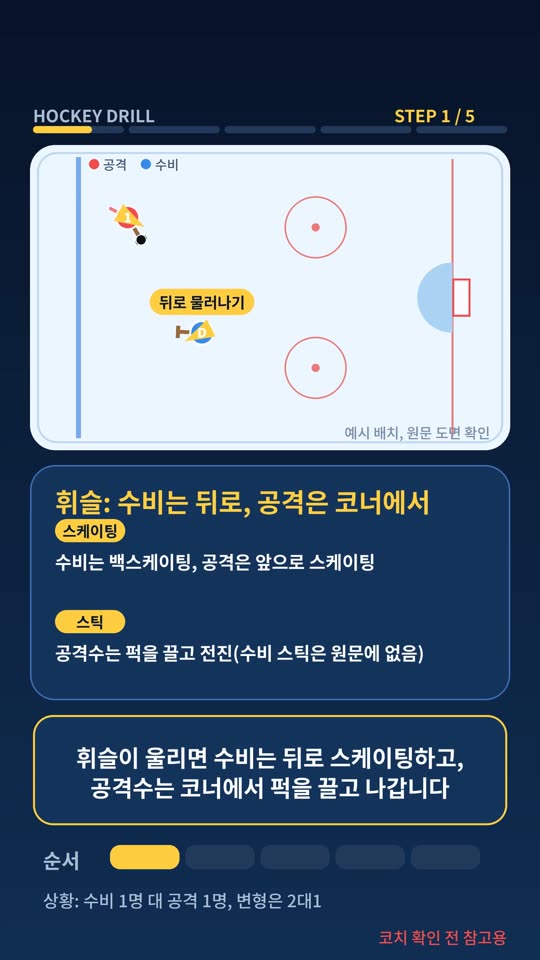 HOCKEY DRILL
STEP 1 / 5
공격 수비
1
뒤로 물러나기
D
예시 배치, 원문 도면 확인
휘슬: 수비는 뒤로, 공격은 코너에서
스케이팅
수비는 백스케이팅, 공격은 앞으로 스케이팅
스틱
공격수는 퍽을 끌고 전진(수비 스틱은 원문에 없음)
휘슬이 울리면 수비는 뒤로 스케이팅하고,
공격수는 코너에서 퍽을 끌고 나갑니다
순서
상황: 수비 1명 대 공격 1명, 변형은 2대1
코치 확인 전 참고용